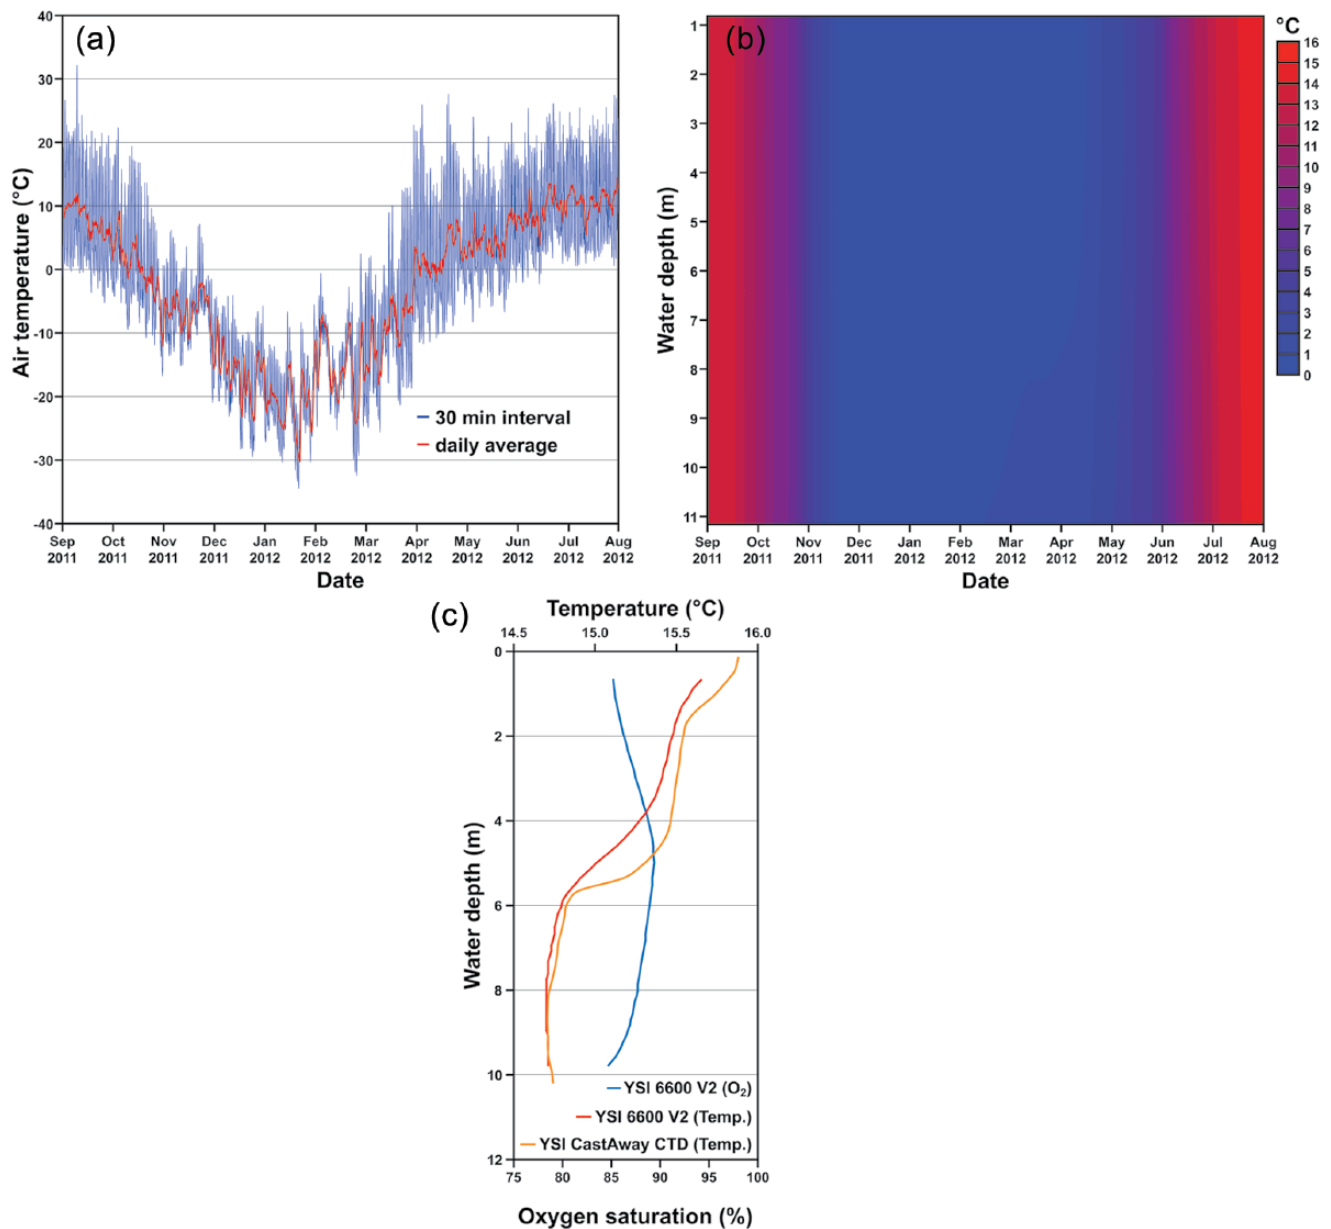 (a)
40
30
20
10
0
-10
-20
-30
-40
Air temperature (°C)
30 min interval
daily average
Sep Oct Nov Dec Jan Feb Mar Apr May Jun Jul Aug
2011 2011 2011 2011 2012 2012 2012 2012 2012 2012 2012 2012
Date
(b)
1
2
3
4
5
6
7
8
9
10
11
Water depth (m)
Sep Oct Nov Dec Jan Feb Mar Apr May Jun Jul Aug
2011 2011 2011 2011 2012 2012 2012 2012 2012 2012 2012 2012
Date
°C
16
15
14
13
12
11
10
9
8
7
6
5
4
3
2
1
0
(c)
Temperature (°C)
14.5 15.0 15.5 16.0
0
2
4
6
8
10
12
Water depth (m)
YSI 6600 V2 (O₂)
YSI 6600 V2 (Temp.)
YSI CastAway CTD (Temp.)
75 80 85 90 95 100
Oxygen saturation (%)